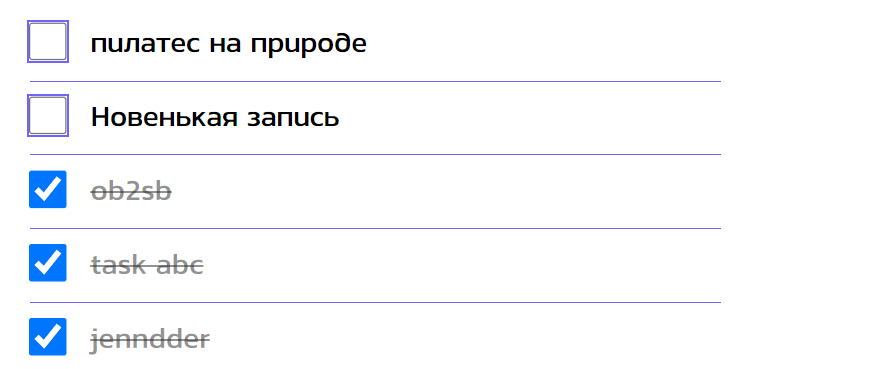 пилатес на природе
Новенькая запись
ob2sb
task abc
jenndder